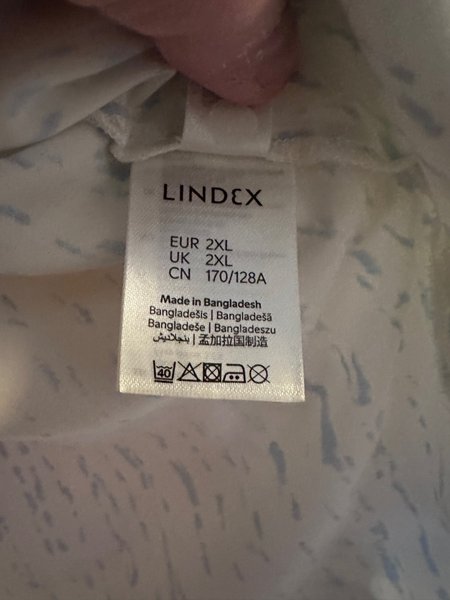 LINDEX
EUR 2XL
UK 2XL
CN 170/128A
Made in Bangladesh
Bangladešis | Bangladešā
Bangladeše | Bangladeszu
بنجلاديش | 孟加拉国制造
40